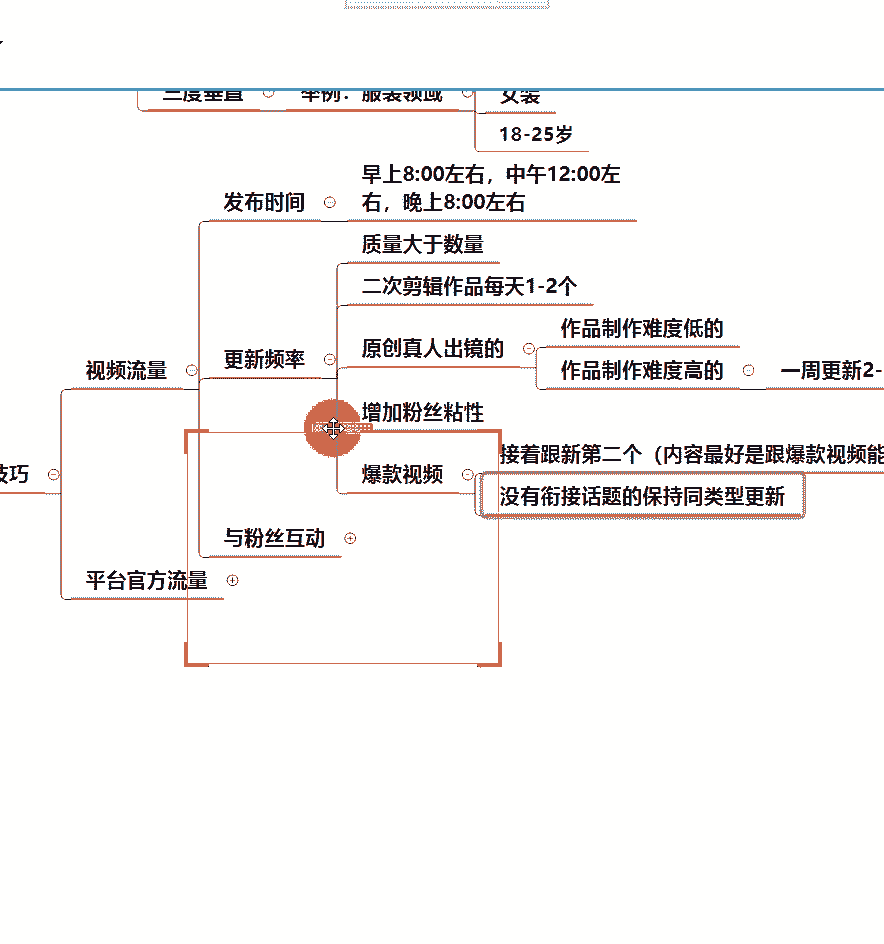 三度垂直
举例：服装领域
女装
18-25岁
发布时间
早上8:00左右，中午12:00左
右，晚上8:00左右
质量大于数量
二次剪辑作品每天1-2个
更新频率
原创真人出镜的
作品制作难度低的
作品制作难度高的
一周更新2-
视频流量
增加粉丝粘性
接着跟新第二个（内容最好是跟爆款视频能
技巧
爆款视频
没有衔接话题的保持同类型更新
与粉丝互动
平台官方流量